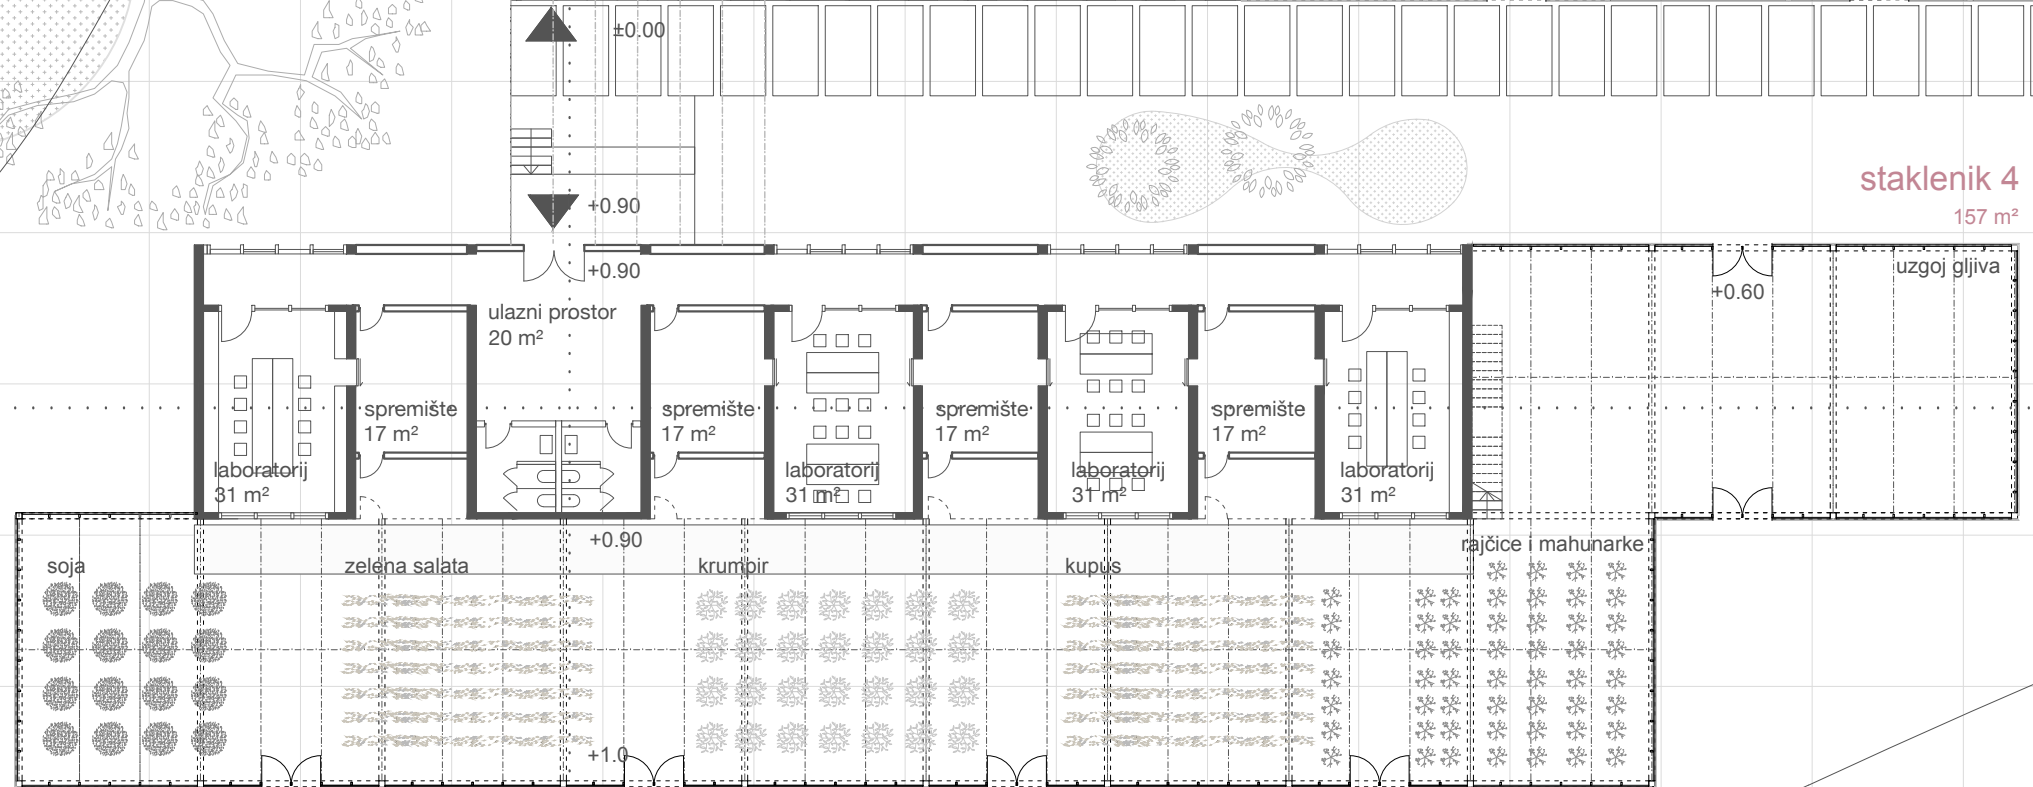 ±0.00
staklenik 4
157 m²
+0.90
+0.90
uzgoj gljiva
+0.60
ulazni prostor
20 m²
spremište
17 m²
spremište
17 m²
spremište
17 m²
spremište
17 m²
laboratorij
31 m²
laboratorij
31 m²
laboratorij
31 m²
laboratorij
31 m²
+0.90
rajčice i mahunarke
soja
zelena salata
krumpir
kupus
+1.0